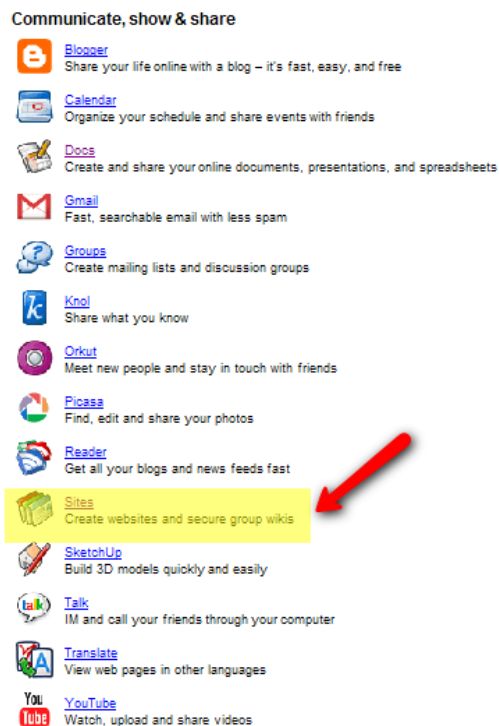 Communicate, show & share
Blogger
Share your life online with a blog – it's fast, easy, and free
Calendar
Organize your schedule and share events with friends
Docs
Create and share your online documents, presentations, and spreadsheets
Gmail
Fast, searchable email with less spam
Groups
Create mailing lists and discussion groups
k
Knol
Share what you know
Orkut
Meet new people and stay in touch with friends
Picasa
Find, edit and share your photos
Reader
Get all your blogs and news feeds fast
Sites
Create websites and secure group wikis
SketchUp
Build 3D models quickly and easily
talk
Talk
IM and call your friends through your computer
A
Translate
View web pages in other languages
You
Tube
YouTube
Watch, upload and share videos